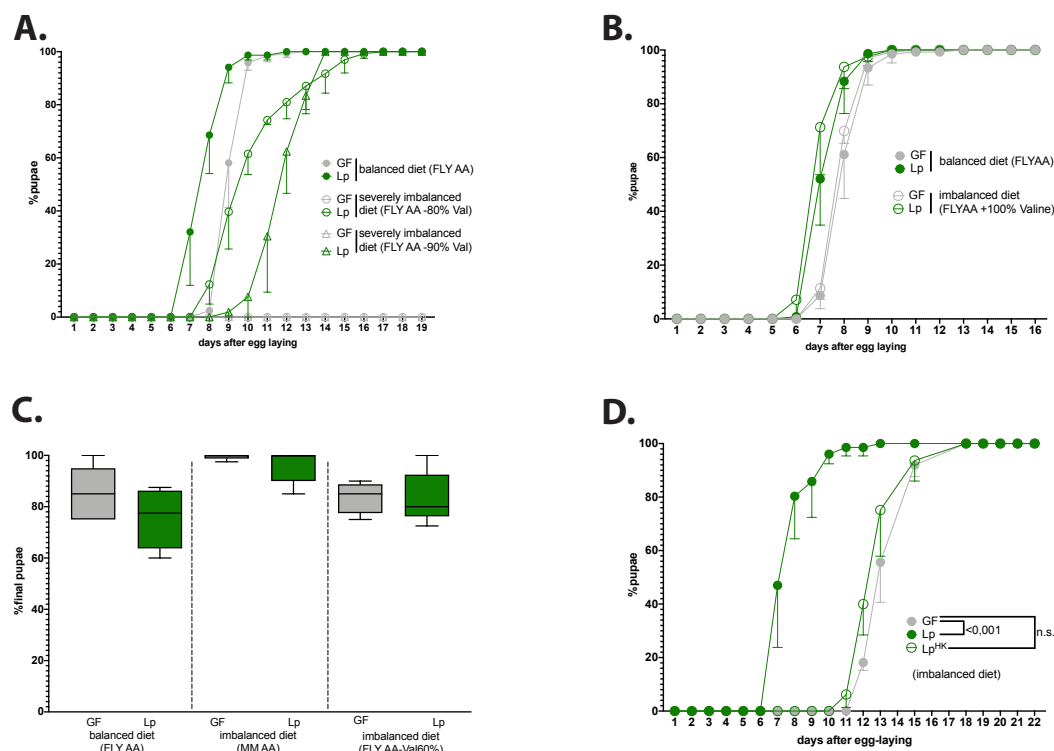 A.
%pupae
100
80
60
40
20
0
1 2 3 4 5 6 7 8 9 10 11 12 13 14 15 16 17 18 19
days after egg laying
GF
Lp
balanced diet (FLY AA)
GF
Lp
severely imbalanced
diet (FLY AA -80% Val)
GF
Lp
severely imbalanced
diet (FLY AA -90% Val)
B.
%pupae
100
80
60
40
20
0
1 2 3 4 5 6 7 8 9 10 11 12 13 14 15 16
days after egg laying
GF
Lp
balanced diet (FLYAA)
GF
Lp
imbalanced diet
(FLYAA +100% Valine)
C.
%final pupae
100
80
60
40
20
0
GF Lp GF Lp GF Lp
balanced diet
(FLY AA)
imbalanced diet
(MM AA)
imbalanced diet
(FLY AA-Val60%)
D.
%pupae
100
80
60
40
20
0
1 2 3 4 5 6 7 8 9 10 11 12 13 14 15 16 17 18 19 20 21 22
days after egg-laying
GF
Lp
LpHK
<0,001
n.s.
(imbalanced diet)